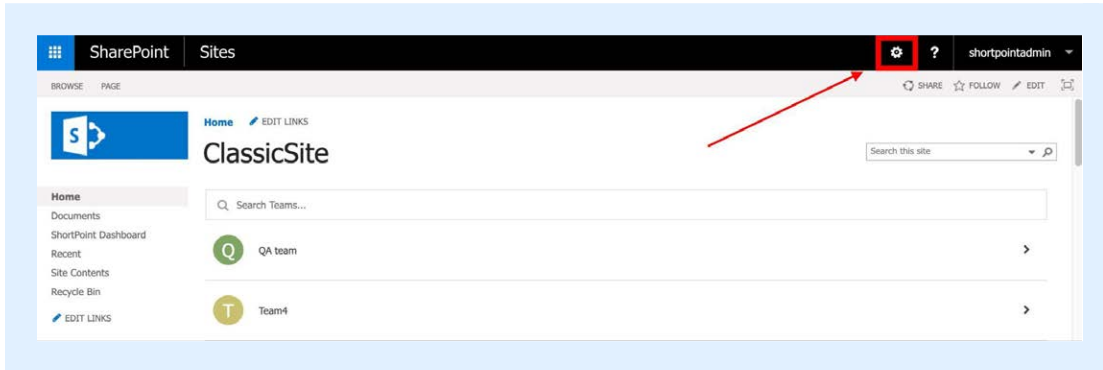 SharePoint Sites ? shortpointadmin
BROWSE PAGE SHARE FOLLOW EDIT
S
Home EDIT LINKS
ClassicSite
Search this site
Home
Documents
ShortPoint Dashboard
Recent
Site Contents
Recycle Bin
EDIT LINKS
Search Teams...
Q QA team
T Team4